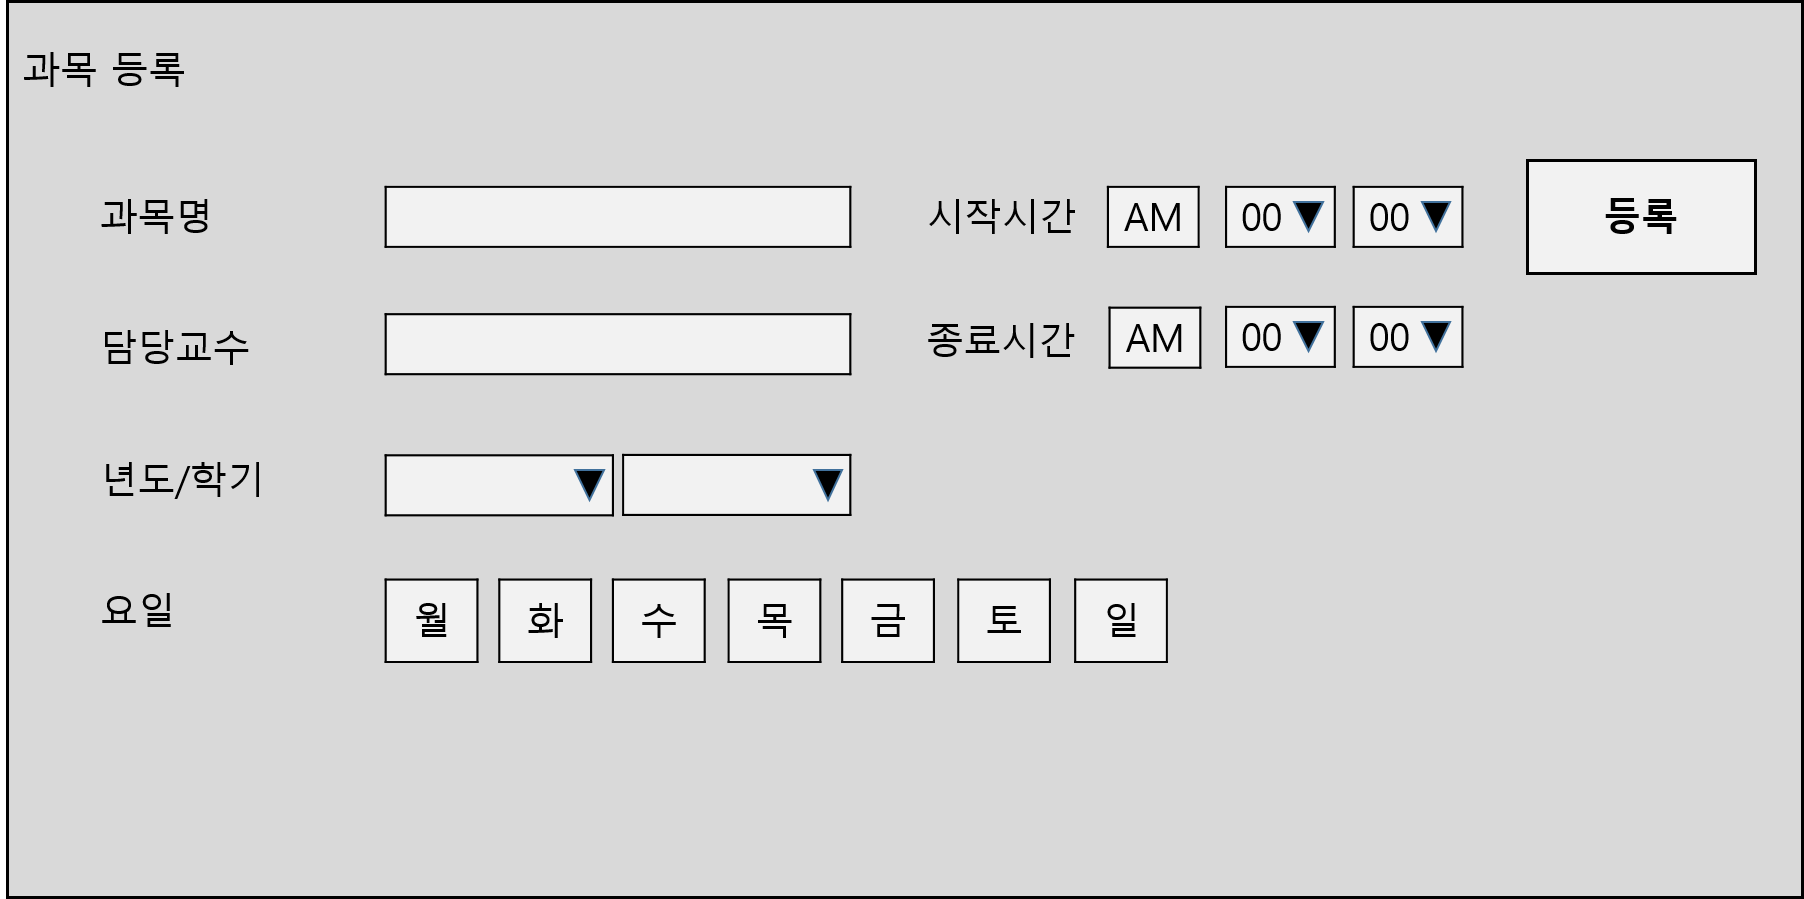 과목 등록
과목명
시작시간 AM 00 00
등록
담당교수
종료시간 AM 00 00
년도/학기
요일 월 화 수 목 금 토 일